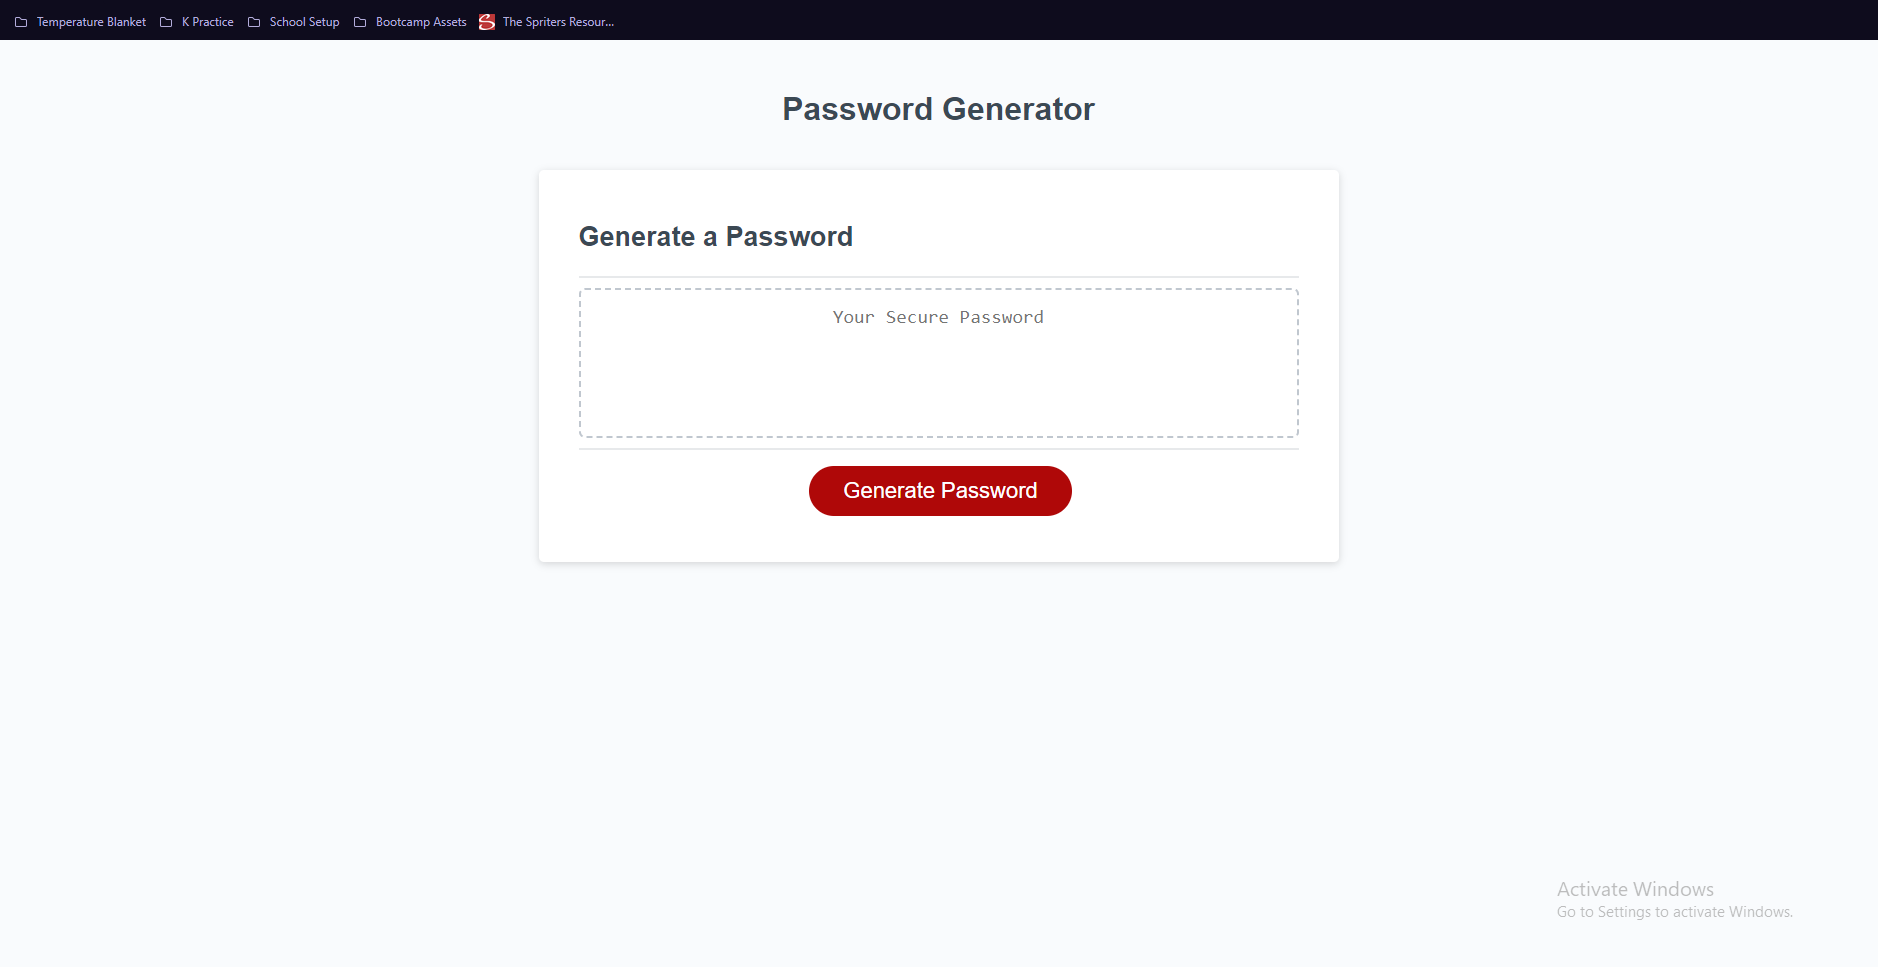 Temperature Blanket K Practice School Setup Bootcamp Assets The Spriters Resour...
Password Generator
Generate a Password
Your Secure Password
Generate Password
Activate Windows
Go to Settings to activate Windows.